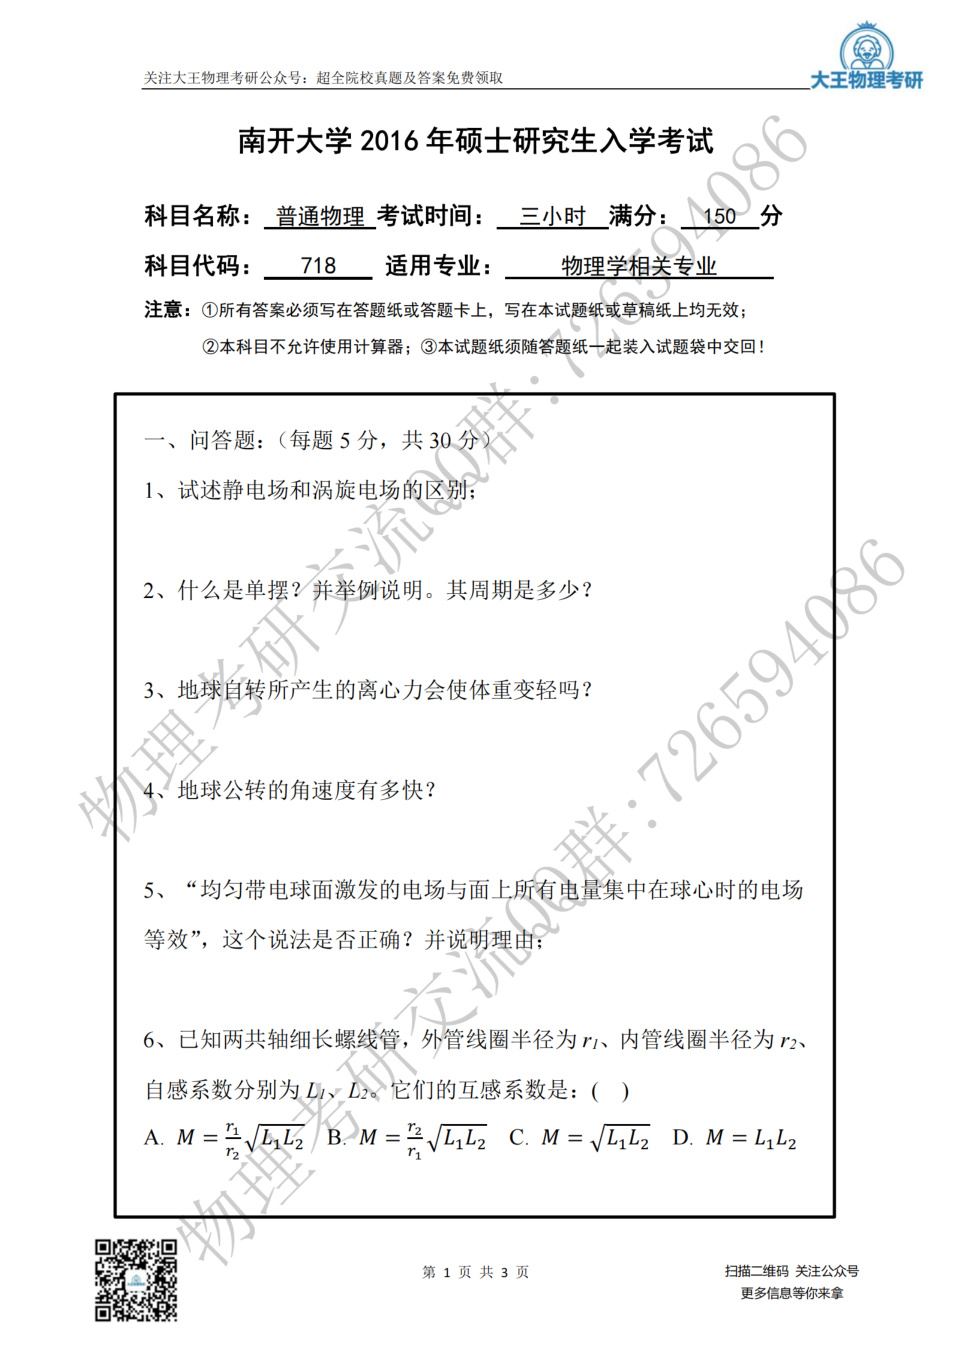 关注大王物理考研公众号：超全院校真题及答案免费领取
大王物理考研
南开大学 2016 年硕士研究生入学考试
科目名称：普通物理 考试时间：三小时 满分：150 分
科目代码：718 适用专业：物理学相关专业
注意：①所有答案必须写在答题纸或答题卡上，写在本试题纸或草稿纸上均无效；
②本科目不允许使用计算器；③本试题纸须随答题纸一起装入试题袋中交回！
一、问答题：（每题 5 分，共 30 分）
1、试述静电场和涡旋电场的区别；
2、什么是单摆？并举例说明。其周期是多少？
3、地球自转所产生的离心力会使体重变轻吗？
4、地球公转的角速度有多快？
5、“均匀带电球面激发的电场与面上所有电量集中在球心时的电场
等效”，这个说法是否正确？并说明理由；
6、已知两共轴细长螺线管，外管线圈半径为 r₁、内管线圈半径为 r₂、
自感系数分别为 L₁、L₂。它们的互感系数是：( )
A. M = r₁/r₂ √L₁L₂ B. M = r₂/r₁ √L₁L₂ C. M = √L₁L₂ D. M = L₁L₂
物理考研交流QQ群：726594086
物理考研交流QQ群：726594086
大王物理考研
第 1 页 共 3 页
扫描二维码 关注公众号
更多信息等你来拿